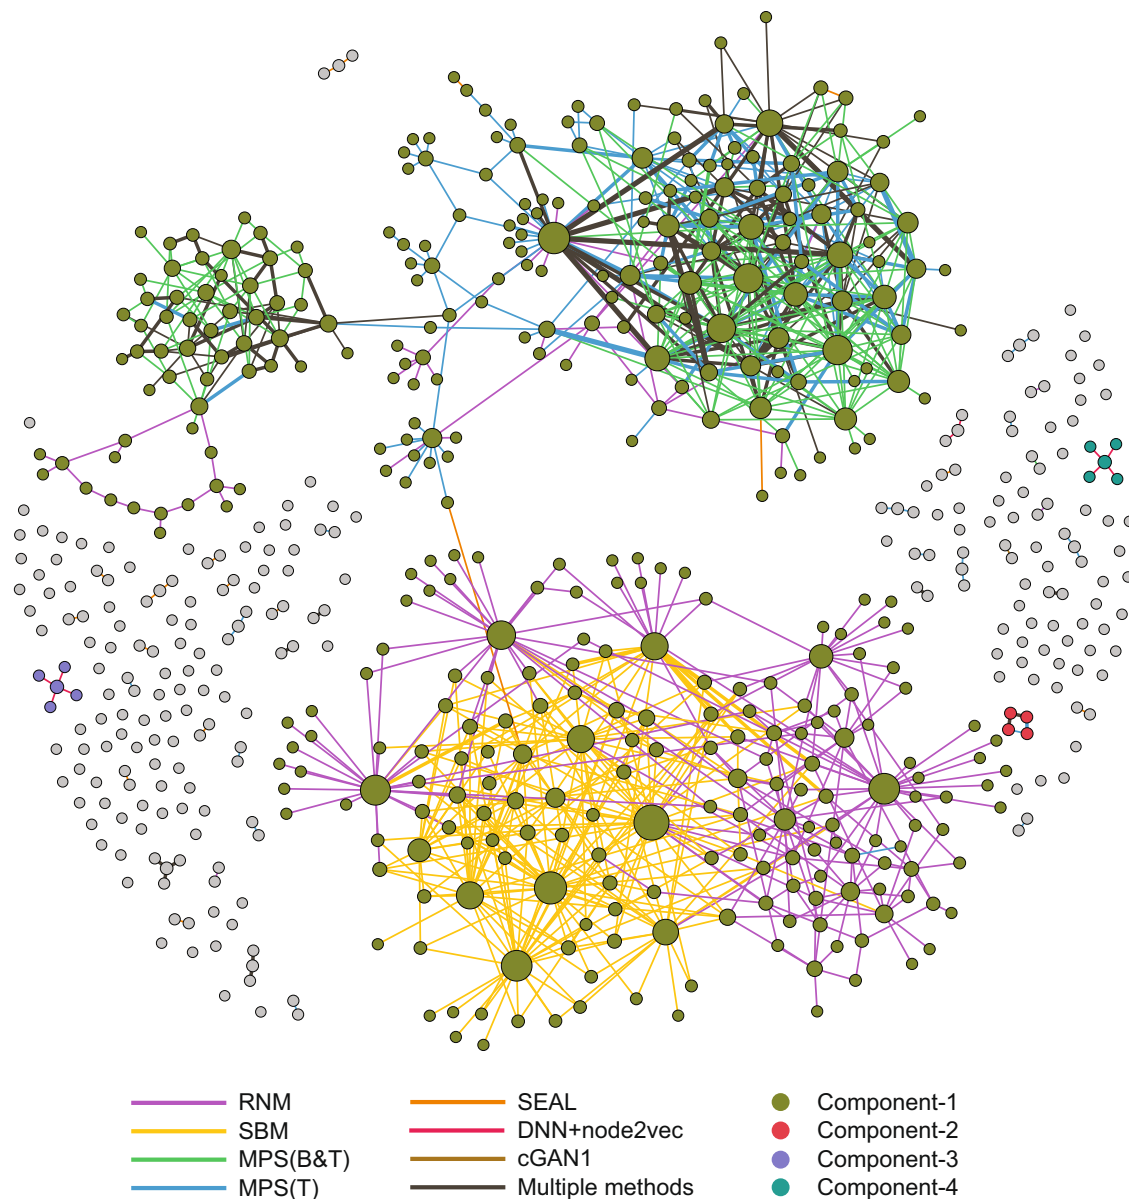 RNM
SBM
MPS(B&T)
MPS(T)
SEAL
DNN+node2vec
cGAN1
Multiple methods
Component-1
Component-2
Component-3
Component-4